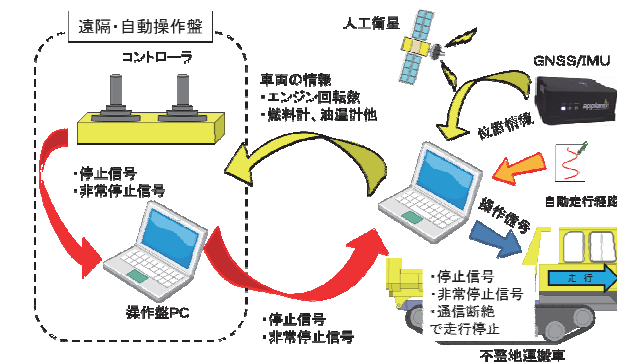 遠隔・自動操作盤
コントローラ
・停止信号
・非常停止信号
操作盤PC
車両の情報
・エンジン回転数
・燃料計、油温計他
・停止信号
・非常停止信号
人工衛星
GNSS/IMU
applanix
位置情報
自動走行経路
操作信号
走行
・停止信号
・非常停止信号
・通信断絶
で走行停止
不整地運搬車